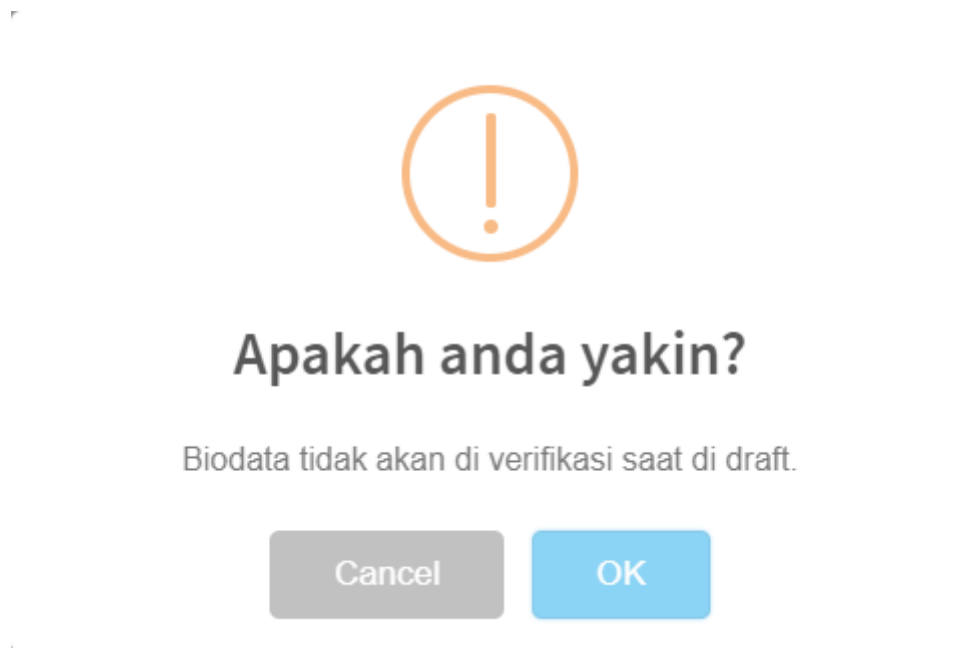 Apakah anda yakin?
Biodata tidak akan di verifikasi saat di draft.
Cancel
OK